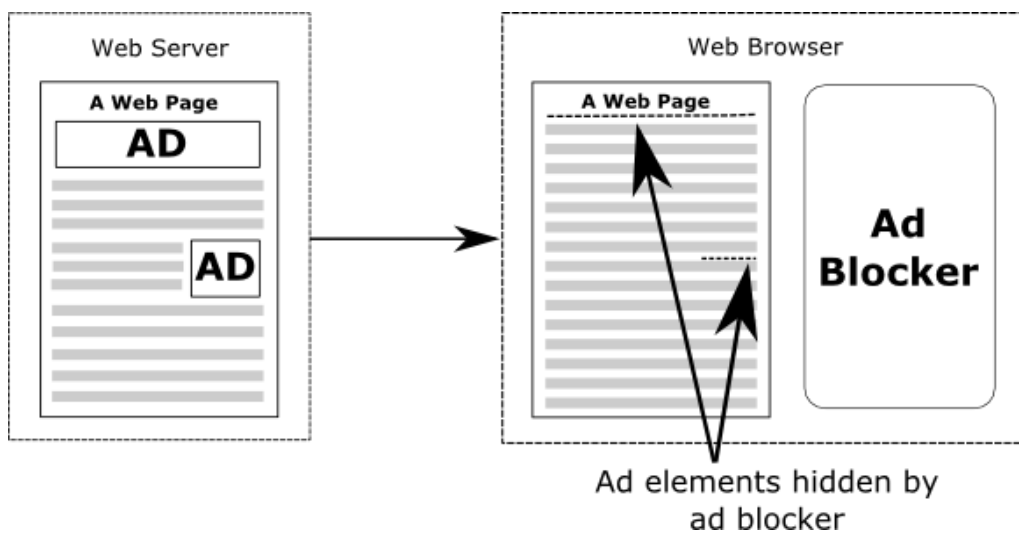 Web Server
A Web Page
AD
AD
Web Browser
A Web Page
Ad
Blocker
Ad elements hidden by
ad blocker